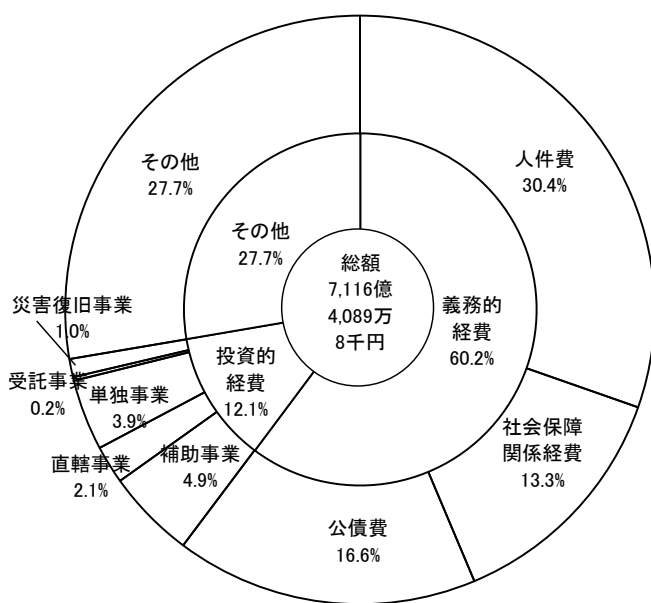 その他
27.7%
人件費
30.4%
その他
27.7%
総額
7,116億
4,089万
8千円
義務的
経費
60.2%
災害復旧事業
1.0%
受託事業
0.2%
単独事業
3.9%
投資的
経費
12.1%
直轄事業
2.1%
補助事業
4.9%
社会保障
関係経費
13.3%
公債費
16.6%